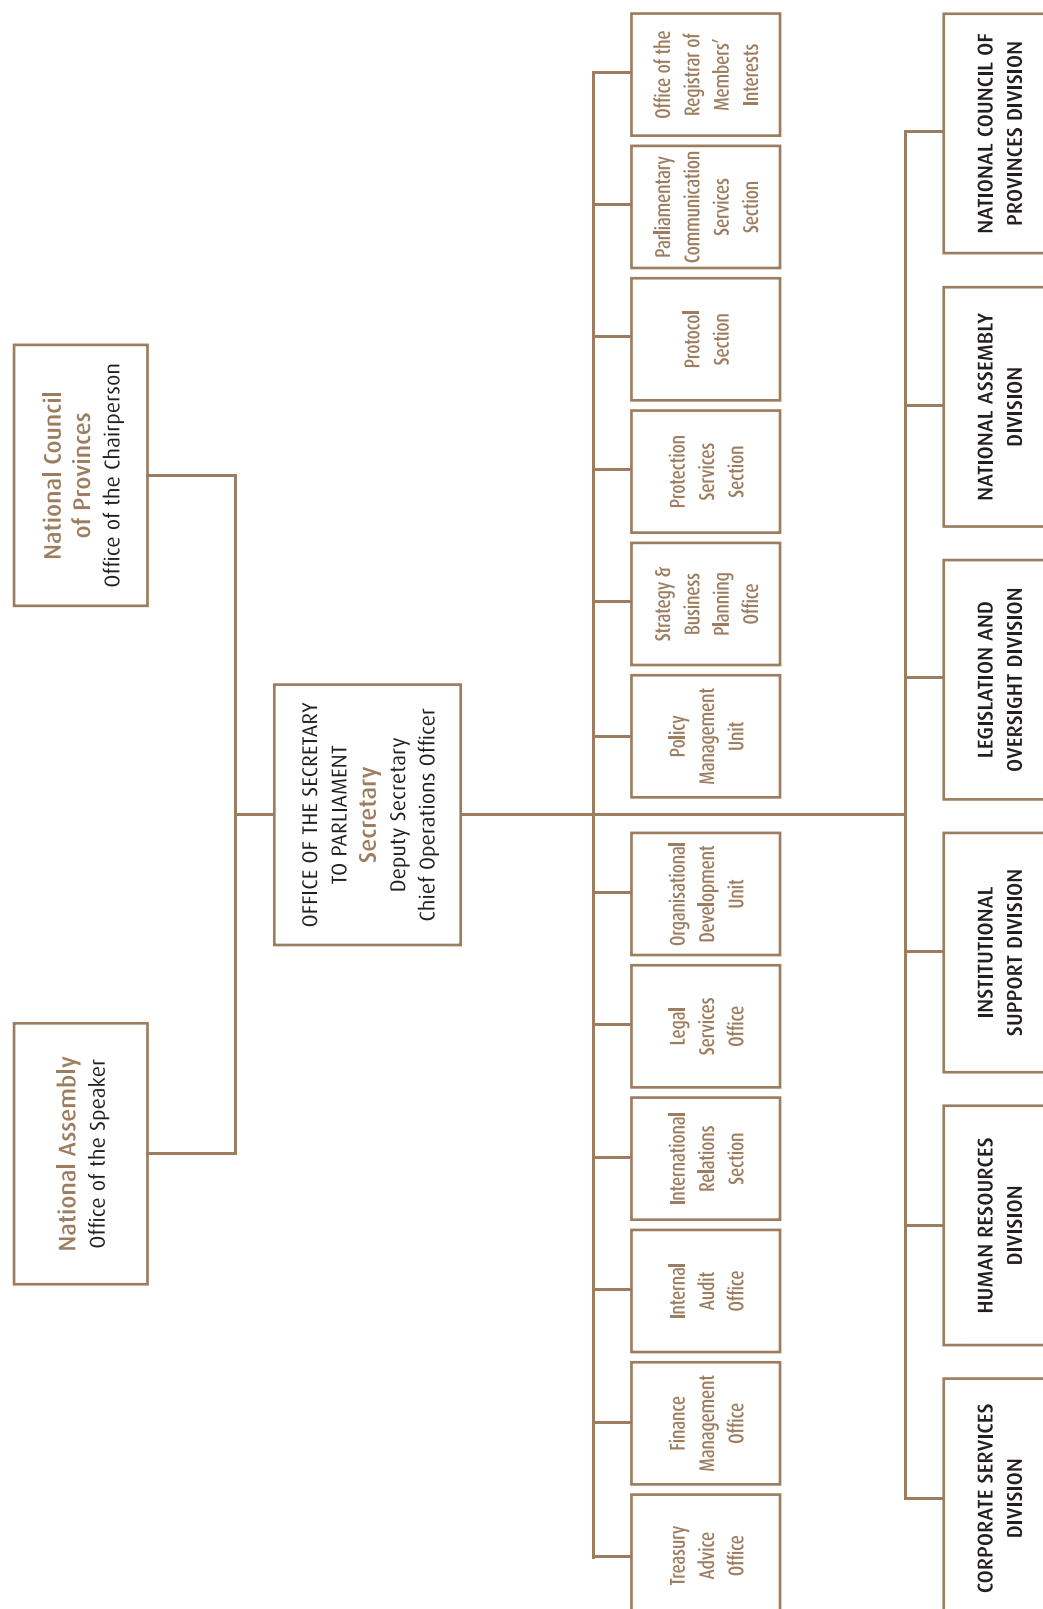 National Assembly
Office of the Speaker
National Council
of Provinces
Office of the Chairperson
OFFICE OF THE SECRETARY
TO PARLIAMENT
Secretary
Deputy Secretary
Chief Operations Officer
Treasury
Advice
Office
Finance
Management
Office
Internal
Audit
Office
International
Relations
Section
Legal
Services
Office
Organisational
Development
Unit
Policy
Management
Unit
Strategy &
Business
Planning
Office
Protection
Services
Section
Protocol
Section
Parliamentary
Communication
Services
Section
Office of the
Registrar of
Members’
Interests
CORPORATE SERVICES
DIVISION
HUMAN RESOURCES
DIVISION
INSTITUTIONAL
SUPPORT DIVISION
LEGISLATION AND
OVERSIGHT DIVISION
NATIONAL ASSEMBLY
DIVISION
NATIONAL COUNCIL OF
PROVINCES DIVISION